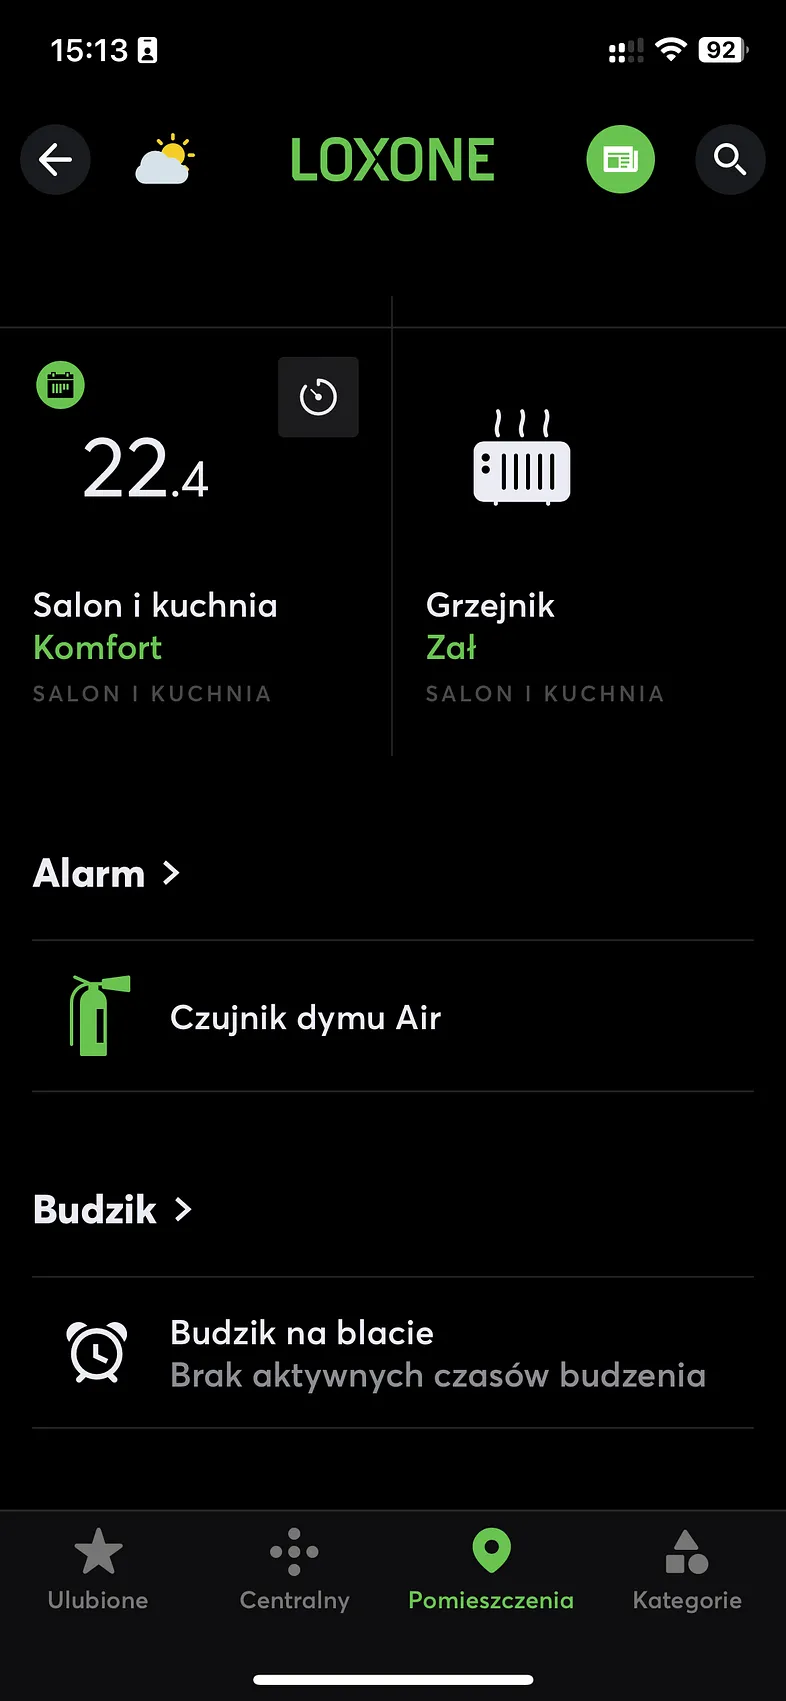 15:13
92
LOXONE
22.4
Salon i kuchnia
Komfort
SALON I KUCHNIA
Grzejnik
Zał
SALON I KUCHNIA
Alarm
Czujnik dymu Air
Budzik
Budzik na blacie
Brak aktywnych czasów budzenia
Ulubione
Centralny
Pomieszczenia
Kategorie